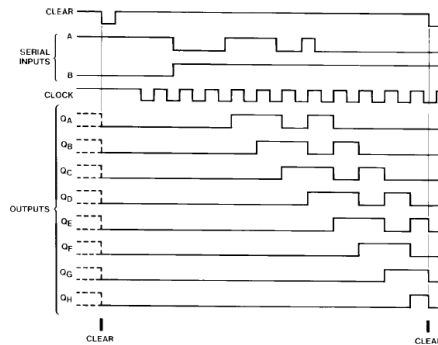 CLEAR
A
SERIAL
INPUTS
B
CLOCK
QA
QB
QC
QD
OUTPUTS
QE
QF
QG
QH
CLEAR
CLEAR